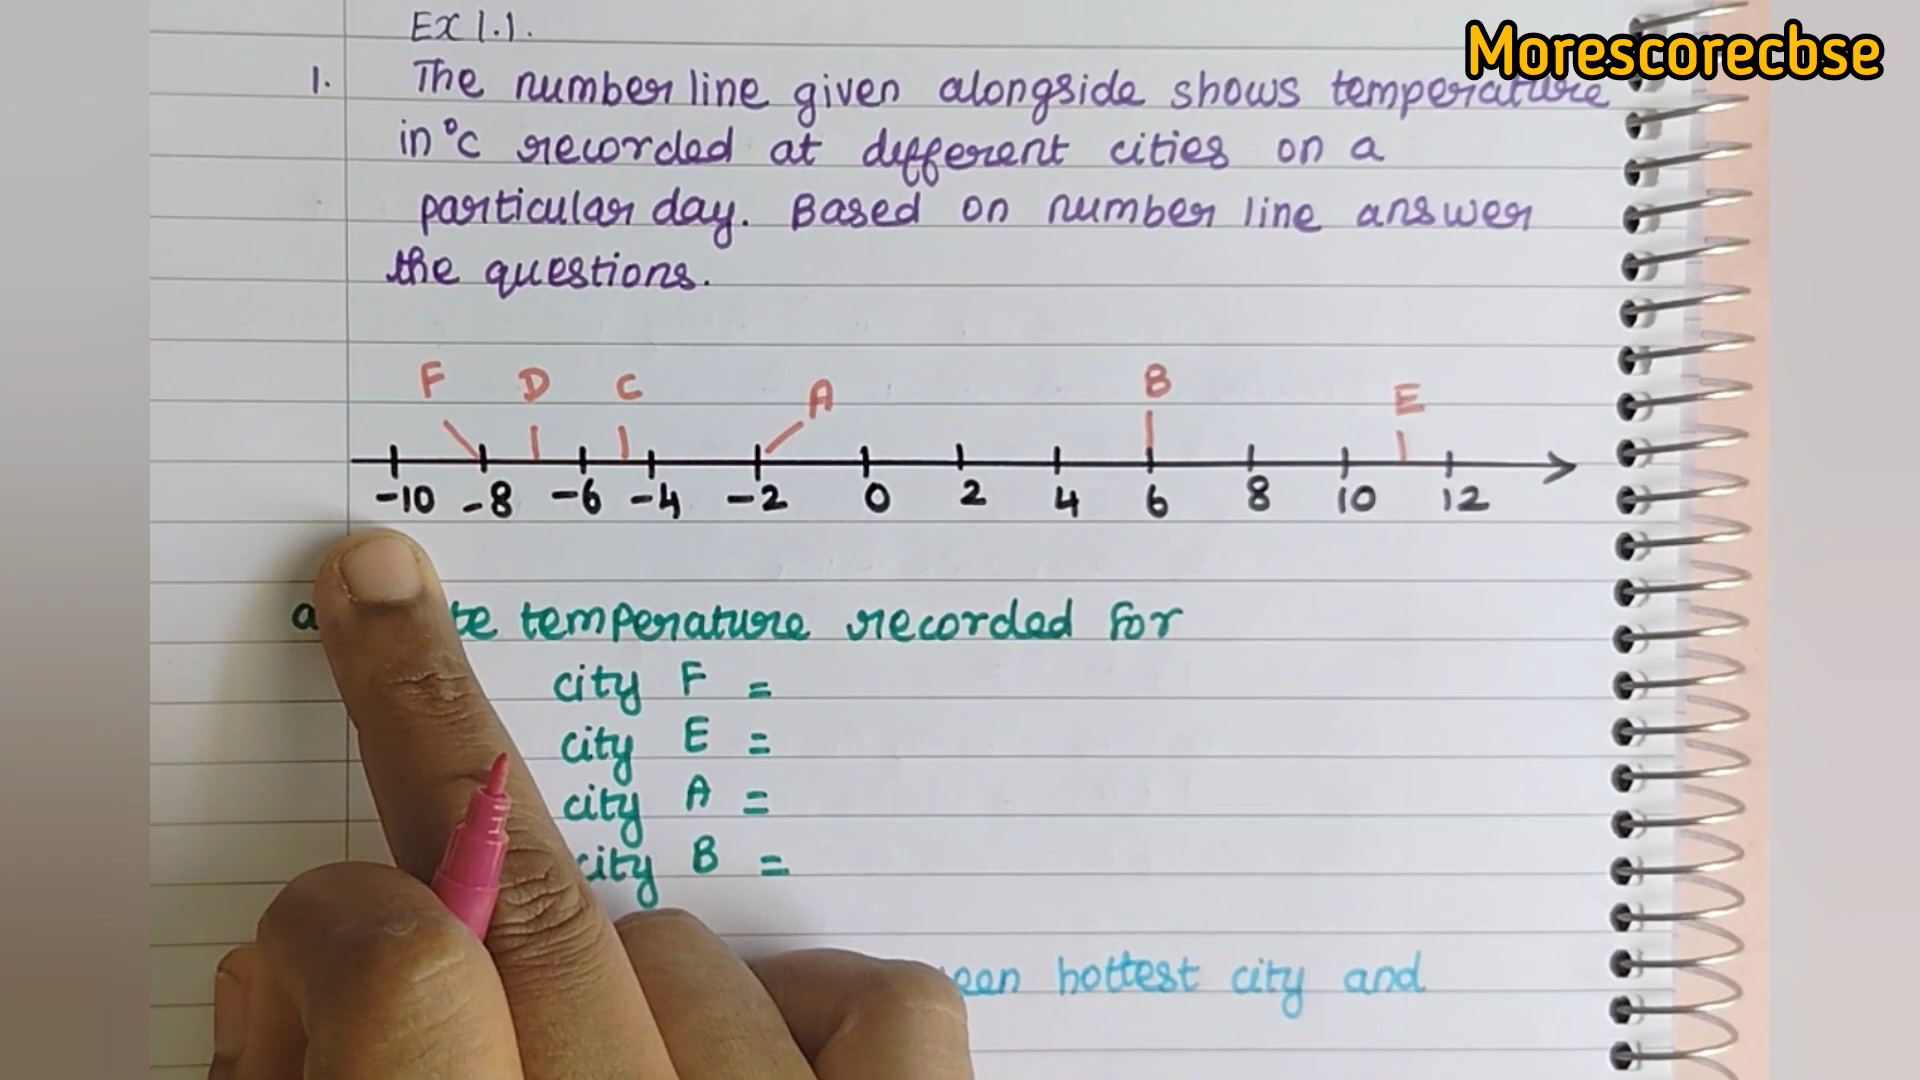 Ex 1.1.
Morescorecbse
1. The number line given alongside shows temperature
in °C recorded at different cities on a
particular day. Based on number line answer
the questions.
F D C A B E
-10 -8 -6 -4 -2 0 2 4 6 8 10 12
a temperature recorded for
city F =
city E =
city A =
city B =
hottest city and